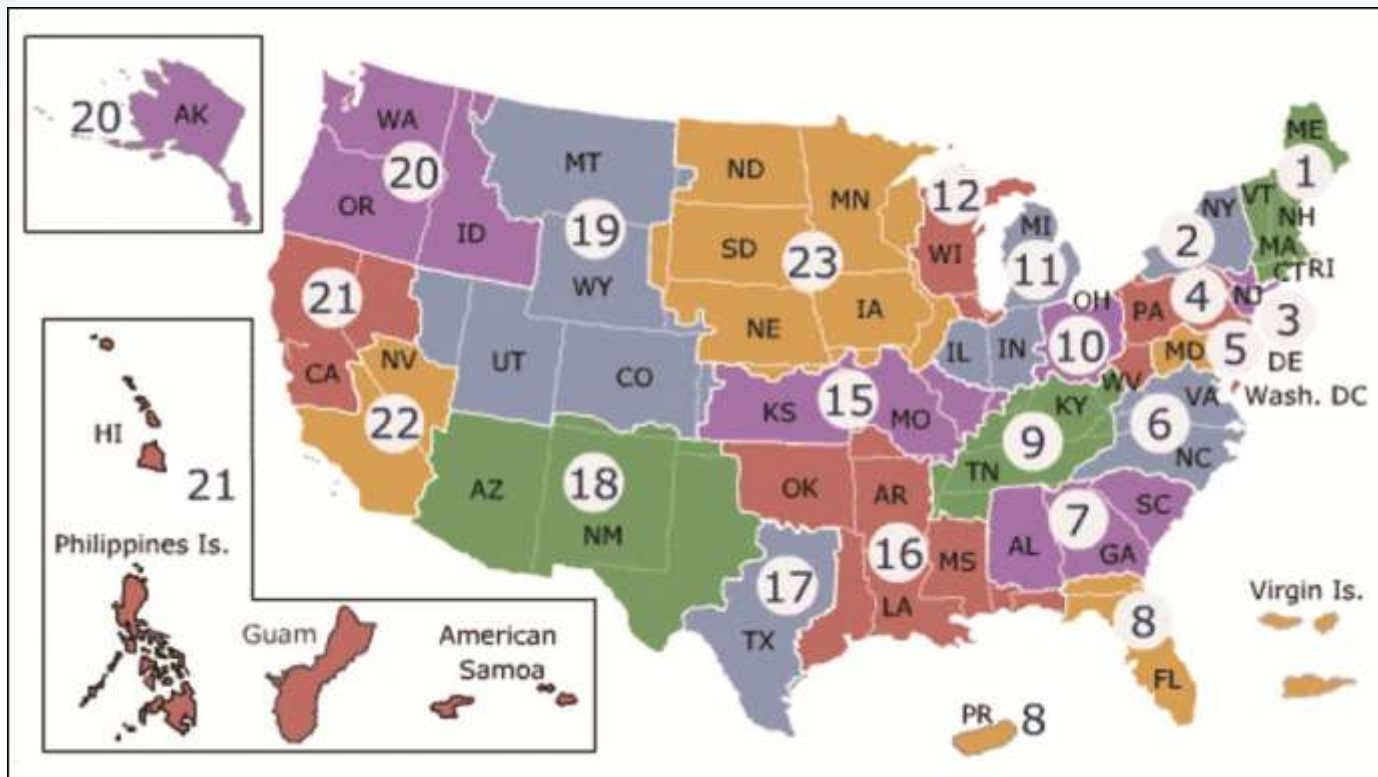 20
AK
WA
20
OR
ID
MT
19
WY
ND
MN
SD
23
NE
IA
12
WI
MI
11
ME
1
VT
NY
NH
2
MA
CT
RI
OH
PA
4
NJ
3
10
MD
5
DE
WV
Wash. DC
VA
6
NC
IL
IN
21
CA
NV
22
UT
CO
KS
15
MO
KY
9
TN
AZ
18
NM
OK
AR
16
MS
LA
17
TX
AL
7
GA
SC
8
FL
PR
8
Virgin Is.
HI
21
Philippines Is.
Guam
American
Samoa